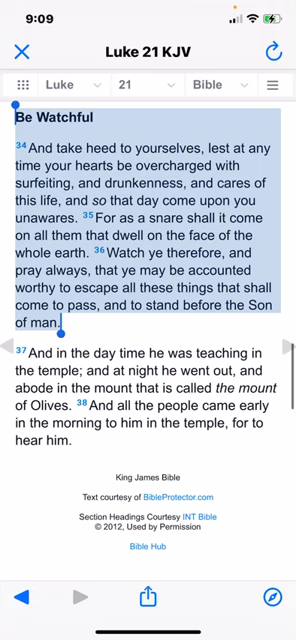 9:09
Luke 21 KJV
Luke 21 Bible
Be Watchful
34 And take heed to yourselves, lest at any
time your hearts be overcharged with
surfeiting, and drunkenness, and cares of
this life, and so that day come upon you
unawares. 35 For as a snare shall it come
on all them that dwell on the face of the
whole earth. 36 Watch ye therefore, and
pray always, that ye may be accounted
worthy to escape all these things that shall
come to pass, and to stand before the Son
of man.
37 And in the day time he was teaching in
the temple; and at night he went out, and
abode in the mount that is called the mount
of Olives. 38 And all the people came early
in the morning to him in the temple, for to
hear him.
King James Bible
Text courtesy of BibleProtector.com
Section Headings Courtesy INT Bible
© 2012, Used by Permission
Bible Hub